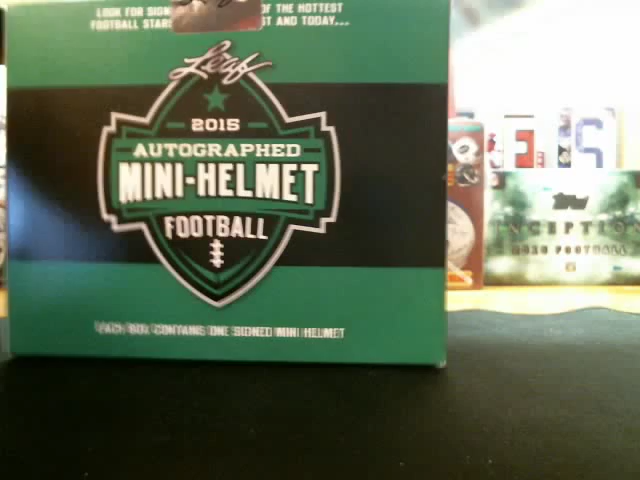 LOOK FOR SIGN OF THE HOTTEST
FOOTBALL STARS ST AND TODAY...
Leaf
2015
AUTOGRAPHED
MINI-HELMET
FOOTBALL
EACH BOX CONTAINS ONE SIGNED MINI HELMET
Topps
INCEPTION
FOOTBALL